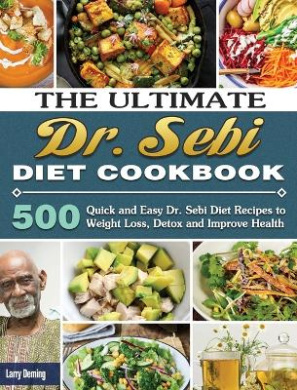 THE ULTIMATE
Dr. Sebi
DIET COOKBOOK
500
Quick and Easy Dr. Sebi Diet Recipes to
Weight Loss, Detox and Improve Health
Larry Deming